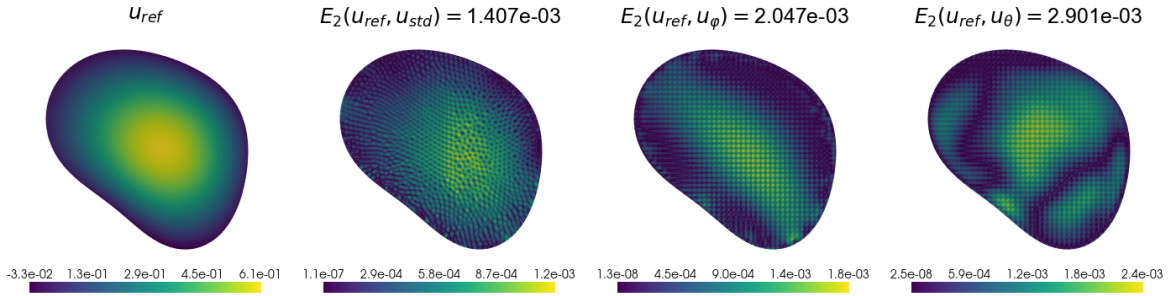 u_ref
E_2(u_ref, u_std) = 1.407e-03
E_2(u_ref, u_φ) = 2.047e-03
E_2(u_ref, u_θ) = 2.901e-03
-3.3e-02 1.3e-01 2.9e-01 4.5e-01 6.1e-01
1.1e-07 2.9e-04 5.8e-04 8.7e-04 1.2e-03
1.3e-08 4.5e-04 9.0e-04 1.4e-03 1.8e-03
2.5e-08 5.9e-04 1.2e-03 1.8e-03 2.4e-03